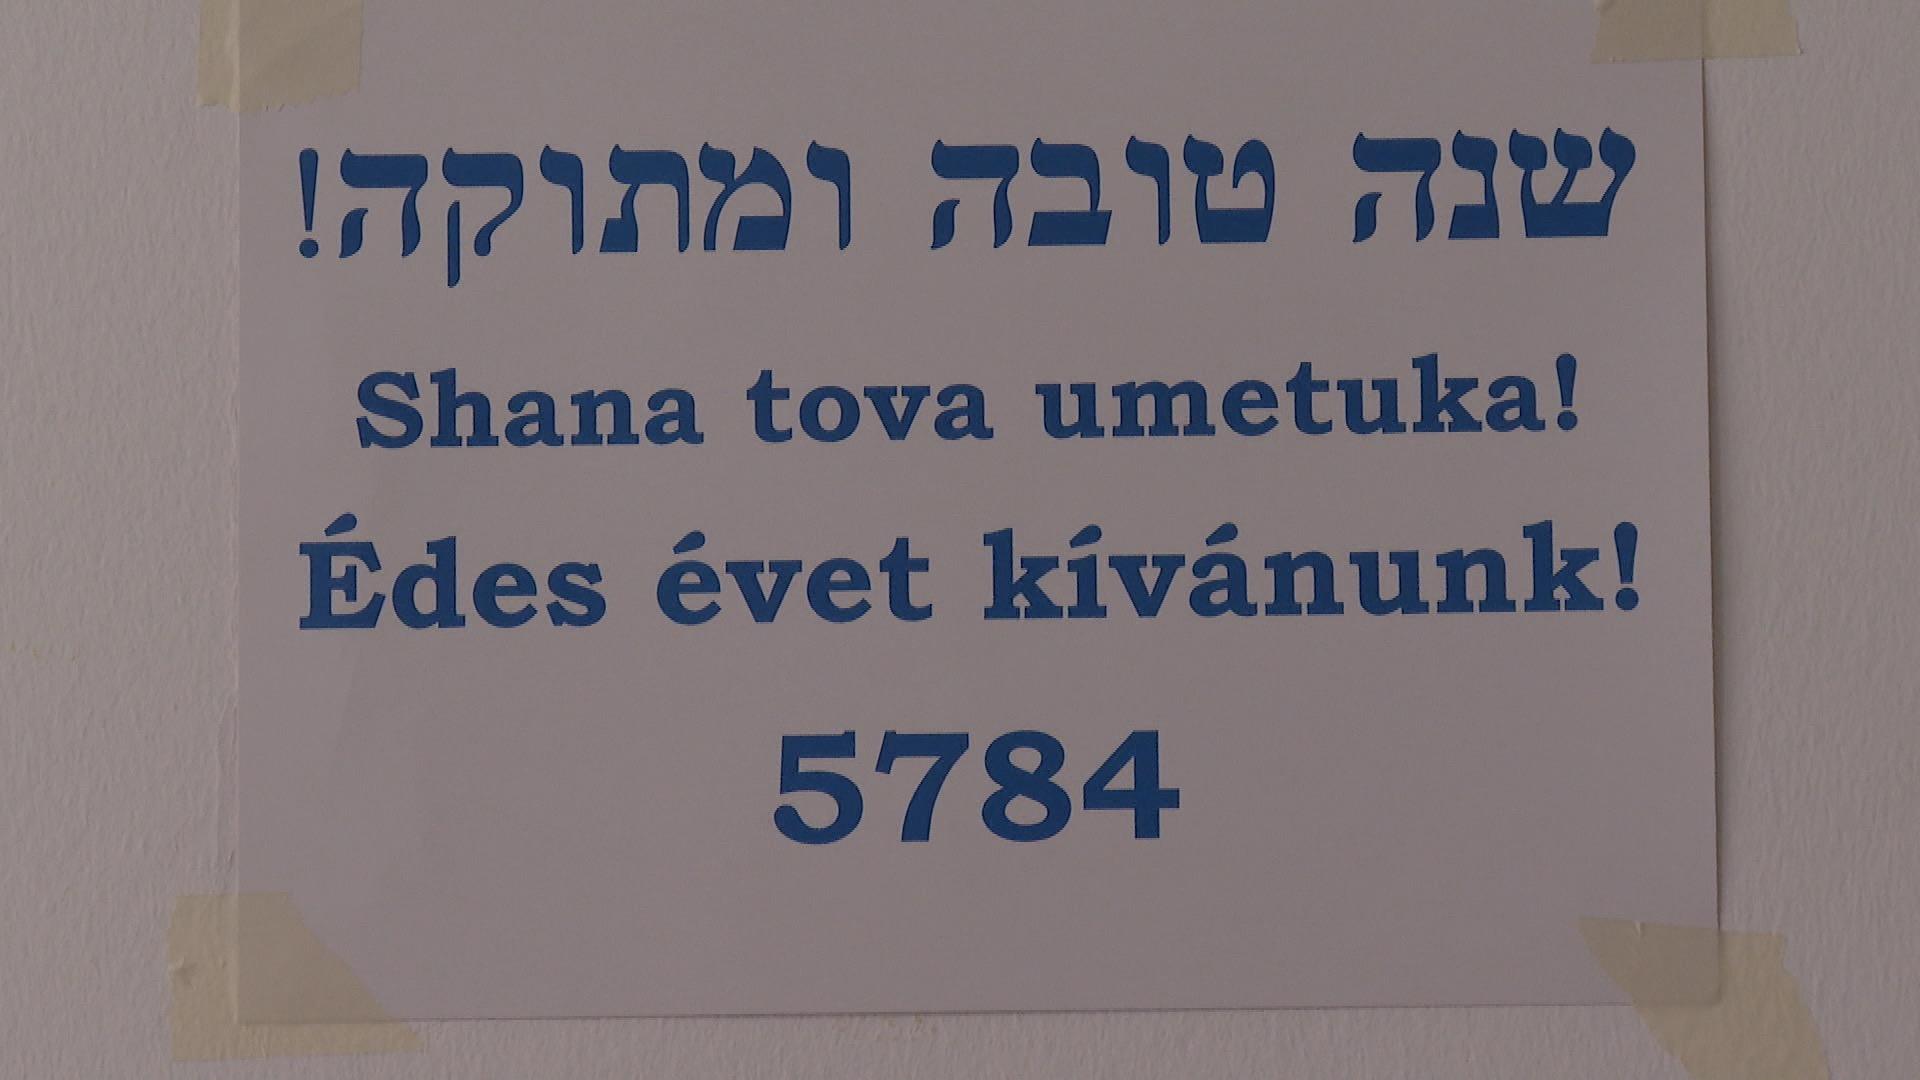 שנה טובה ומתוקה!
Shana tova umetuka!
Édes évet kívánunk!
5784